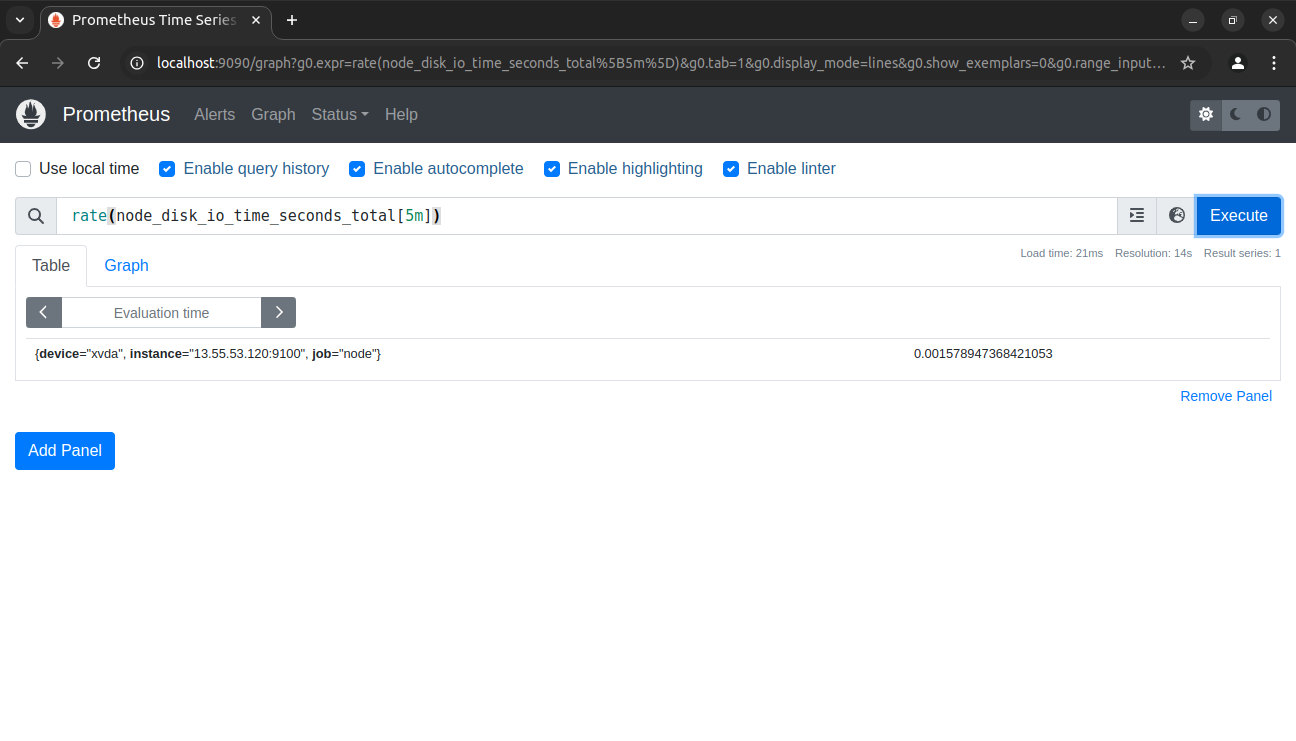 Prometheus Time Series
localhost:9090/graph?g0.expr=rate(node_disk_io_time_seconds_total%5B5m%5D)&g0.tab=1&g0.display_mode=lines&g0.show_exemplars=0&g0.range_input...
Prometheus Alerts Graph Status Help
Use local time Enable query history Enable autocomplete Enable highlighting Enable linter
rate(node_disk_io_time_seconds_total[5m]) Execute
Table Graph Load time: 21ms Resolution: 14s Result series: 1
Evaluation time
{device="xvda", instance="13.55.53.120:9100", job="node"} 0.001578947368421053
Remove Panel
Add Panel